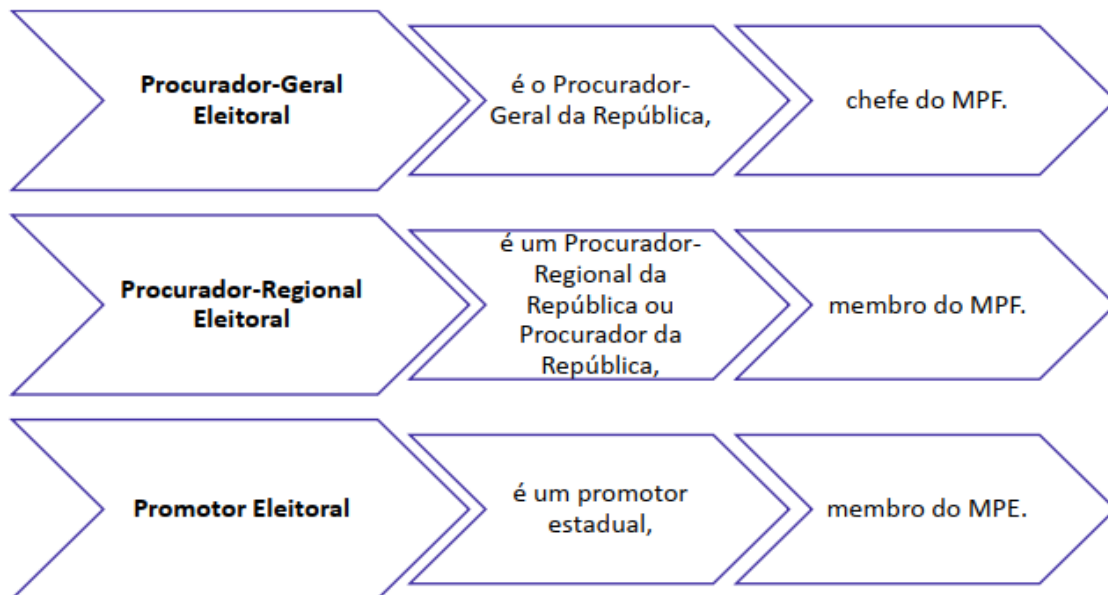 Procurador-Geral
Eleitoral
é o Procurador-
Geral da República,
chefe do MPF.
Procurador-Regional
Eleitoral
é um Procurador-
Regional da
República ou
Procurador da
República,
membro do MPF.
Promotor Eleitoral
é um promotor
estadual,
membro do MPE.